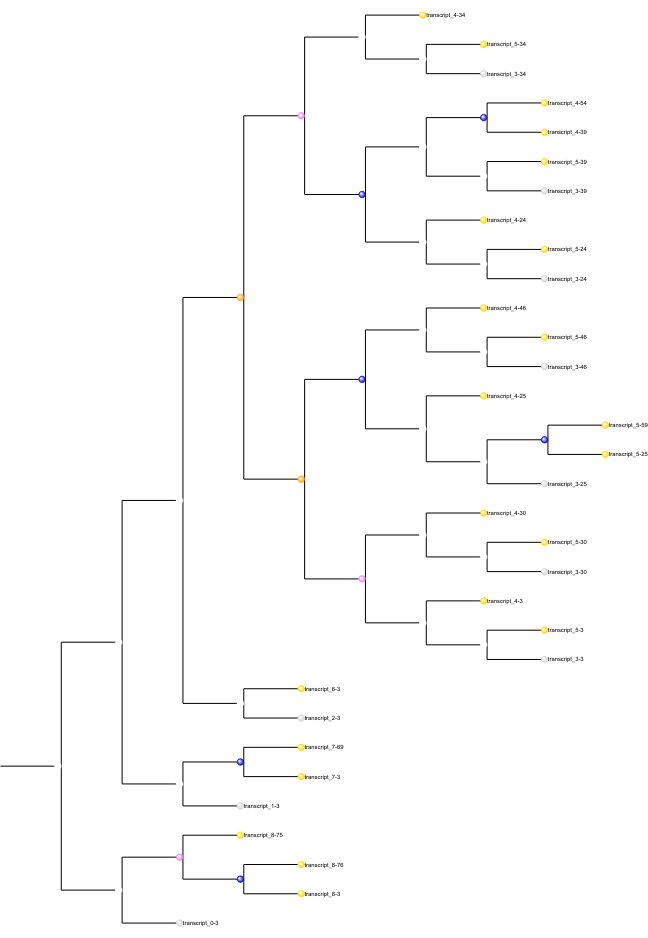 transcript_4-34
transcript_5-34
transcript_3-34
transcript_4-54
transcript_4-39
transcript_5-39
transcript_3-39
transcript_4-24
transcript_5-24
transcript_3-24
transcript_4-46
transcript_5-46
transcript_3-46
transcript_4-25
transcript_5-59
transcript_5-25
transcript_3-25
transcript_4-30
transcript_5-30
transcript_3-30
transcript_4-3
transcript_5-3
transcript_3-3
transcript_6-3
transcript_2-3
transcript_7-69
transcript_7-3
transcript_1-3
transcript_8-75
transcript_8-76
transcript_8-3
transcript_0-3